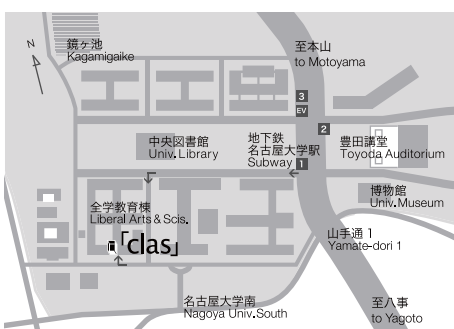 N
鏡ヶ池
Kagamigaike
至本山
to Motoyama
3
EV
2
中央図書館
Univ. Library
地下鉄
名古屋大学駅
Subway
1
豊田講堂
Toyoda Auditorium
博物館
Univ. Museum
全学教育棟
Liberal Arts & Scis.
「clas」
山手通 1
Yamate-dori 1
名古屋大学南
Nagoya Univ. South
至八事
to Yagoto